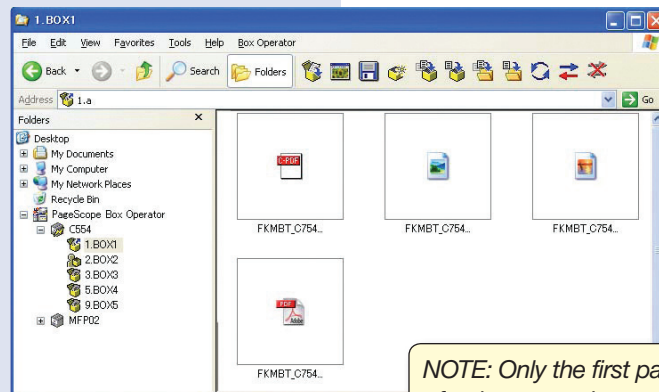 1.BOX1
File Edit View Favorites Tools Help Box Operator
Back Search Folders
Address 1.a Go
Folders x
Desktop
My Documents
My Computer
My Network Places
Recycle Bin
PageScope Box Operator
C554
1.BOX1
2.BOX2
3.BOX3
5.BOX4
9.BOX5
MFP02
C-PDF
FKMBT_C754... FKMBT_C754... FKMBT_C754...
PDF
Adobe
FKMBT_C754...
NOTE: Only the first pa